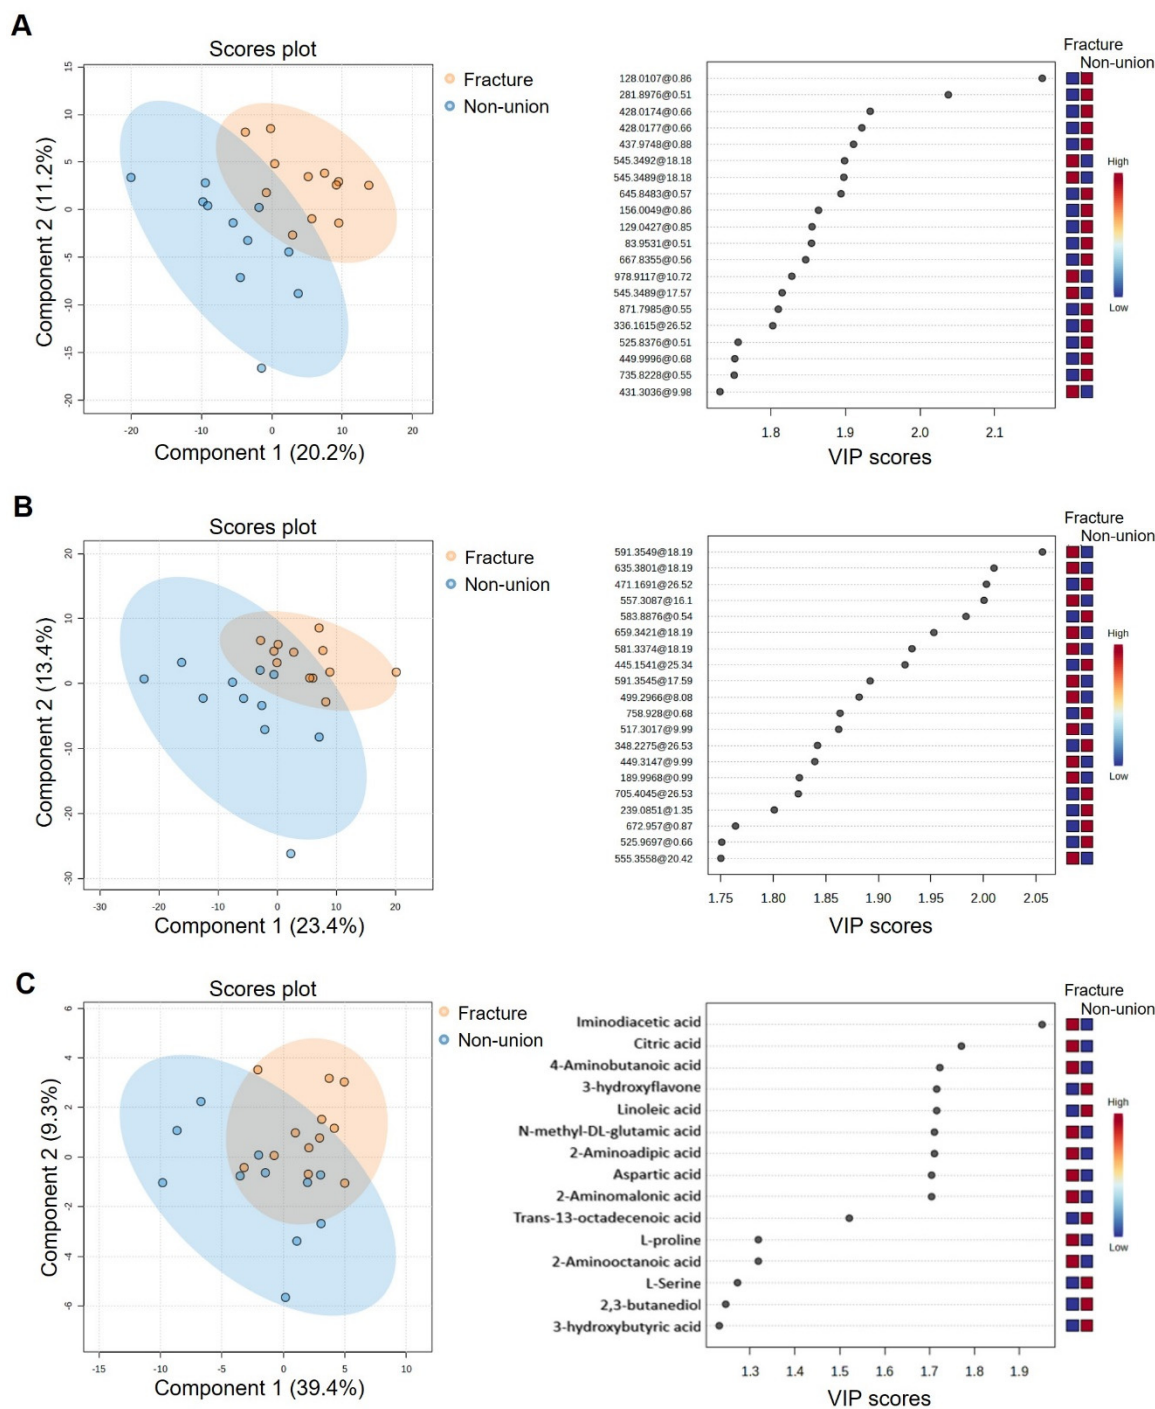 A
Scores plot
Fracture
Non-union
Component 2 (11.2%)
15
10
5
0
-5
-10
-15
-20
-20
-10
0
10
20
Component 1 (20.2%)
Fracture
Non-union
128.0107@0.86
281.8976@0.51
428.0174@0.66
428.0177@0.66
437.9748@0.88
545.3492@18.18
545.3489@18.18
645.8483@0.57
156.0049@0.86
129.0427@0.85
83.9531@0.51
667.8355@0.56
978.9117@10.72
545.3489@17.57
871.7985@0.55
336.1615@26.52
525.8376@0.51
449.9996@0.68
735.8228@0.55
431.3036@9.98
High
Low
1.8
1.9
2.0
2.1
VIP scores
B
Scores plot
Fracture
Non-union
Component 2 (13.4%)
20
10
0
-10
-20
-30
-30
-20
-10
0
10
20
Component 1 (23.4%)
Fracture
Non-union
591.3549@18.19
635.3801@18.19
471.1691@26.52
557.3087@16.1
583.8876@0.54
659.3421@18.19
581.3374@18.19
445.1541@25.34
591.3545@17.59
499.2966@8.08
758.928@0.68
517.3017@9.99
348.2275@26.53
449.3147@9.99
189.9968@0.99
705.4045@26.53
239.0851@1.35
672.957@0.87
525.9697@0.66
555.3558@20.42
High
Low
1.75
1.80
1.85
1.90
1.95
2.00
2.05
VIP scores
C
Scores plot
Fracture
Non-union
Component 2 (9.3%)
6
4
2
0
-2
-4
-6
-15
-10
-5
0
5
10
Component 1 (39.4%)
Fracture
Non-union
Iminodiacetic acid
Citric acid
4-Aminobutanoic acid
3-hydroxyflavone
Linoleic acid
N-methyl-DL-glutamic acid
2-Aminoadipic acid
Aspartic acid
2-Aminomalonic acid
Trans-13-octadecenoic acid
L-proline
2-Aminooctanoic acid
L-Serine
2,3-butanediol
3-hydroxybutyric acid
High
Low
1.3
1.4
1.5
1.6
1.7
1.8
1.9
VIP scores